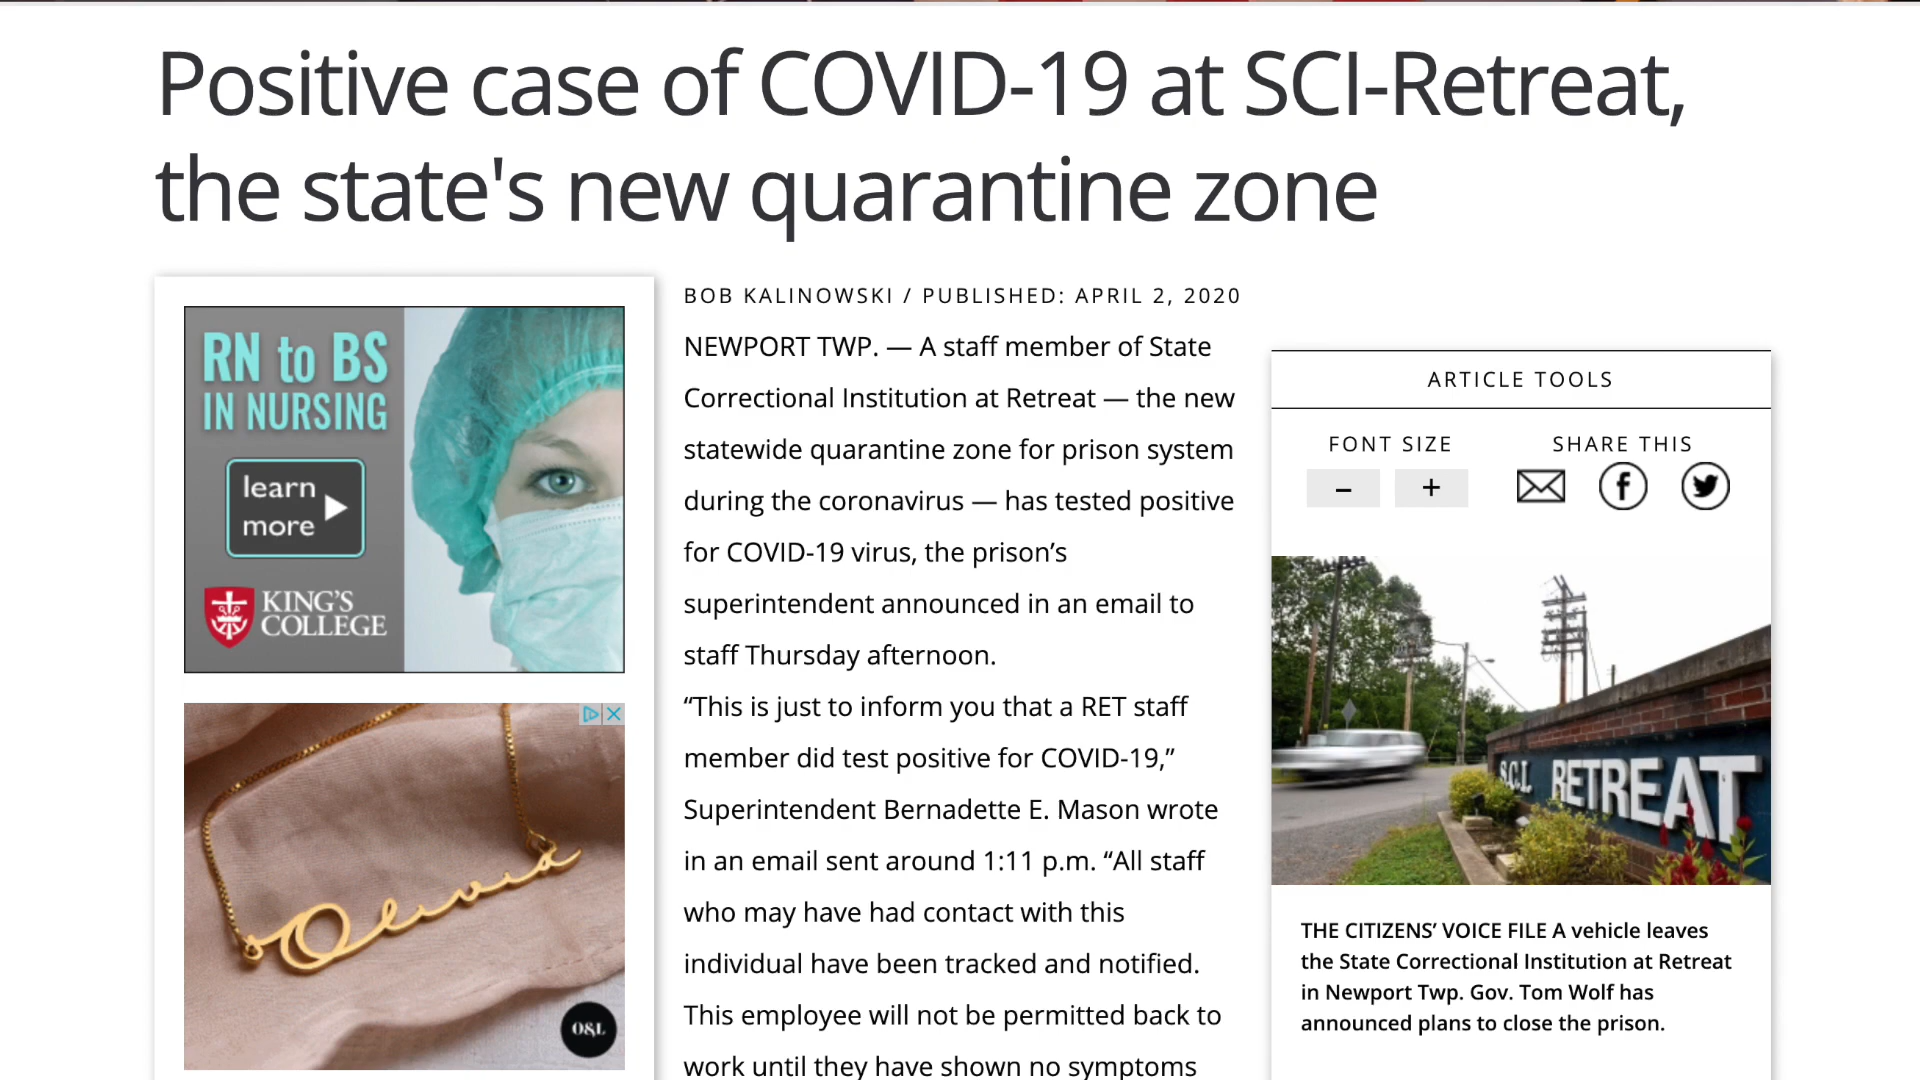 Positive case of COVID-19 at SCI-Retreat,
the state's new quarantine zone
RN to BS
IN NURSING
learn
more
KING'S
COLLEGE
Olivia
O&L
BOB KALINOWSKI / PUBLISHED: APRIL 2, 2020
NEWPORT TWP. — A staff member of State
Correctional Institution at Retreat — the new
statewide quarantine zone for prison system
during the coronavirus — has tested positive
for COVID-19 virus, the prison’s
superintendent announced in an email to
staff Thursday afternoon.
“This is just to inform you that a RET staff
member did test positive for COVID-19,”
Superintendent Bernadette E. Mason wrote
in an email sent around 1:11 p.m. “All staff
who may have had contact with this
individual have been tracked and notified.
This employee will not be permitted back to
work until they have shown no symptoms
ARTICLE TOOLS
FONT SIZE
SHARE THIS
– +
S.C.I. RETREAT
THE CITIZENS’ VOICE FILE A vehicle leaves
the State Correctional Institution at Retreat
in Newport Twp. Gov. Tom Wolf has
announced plans to close the prison.